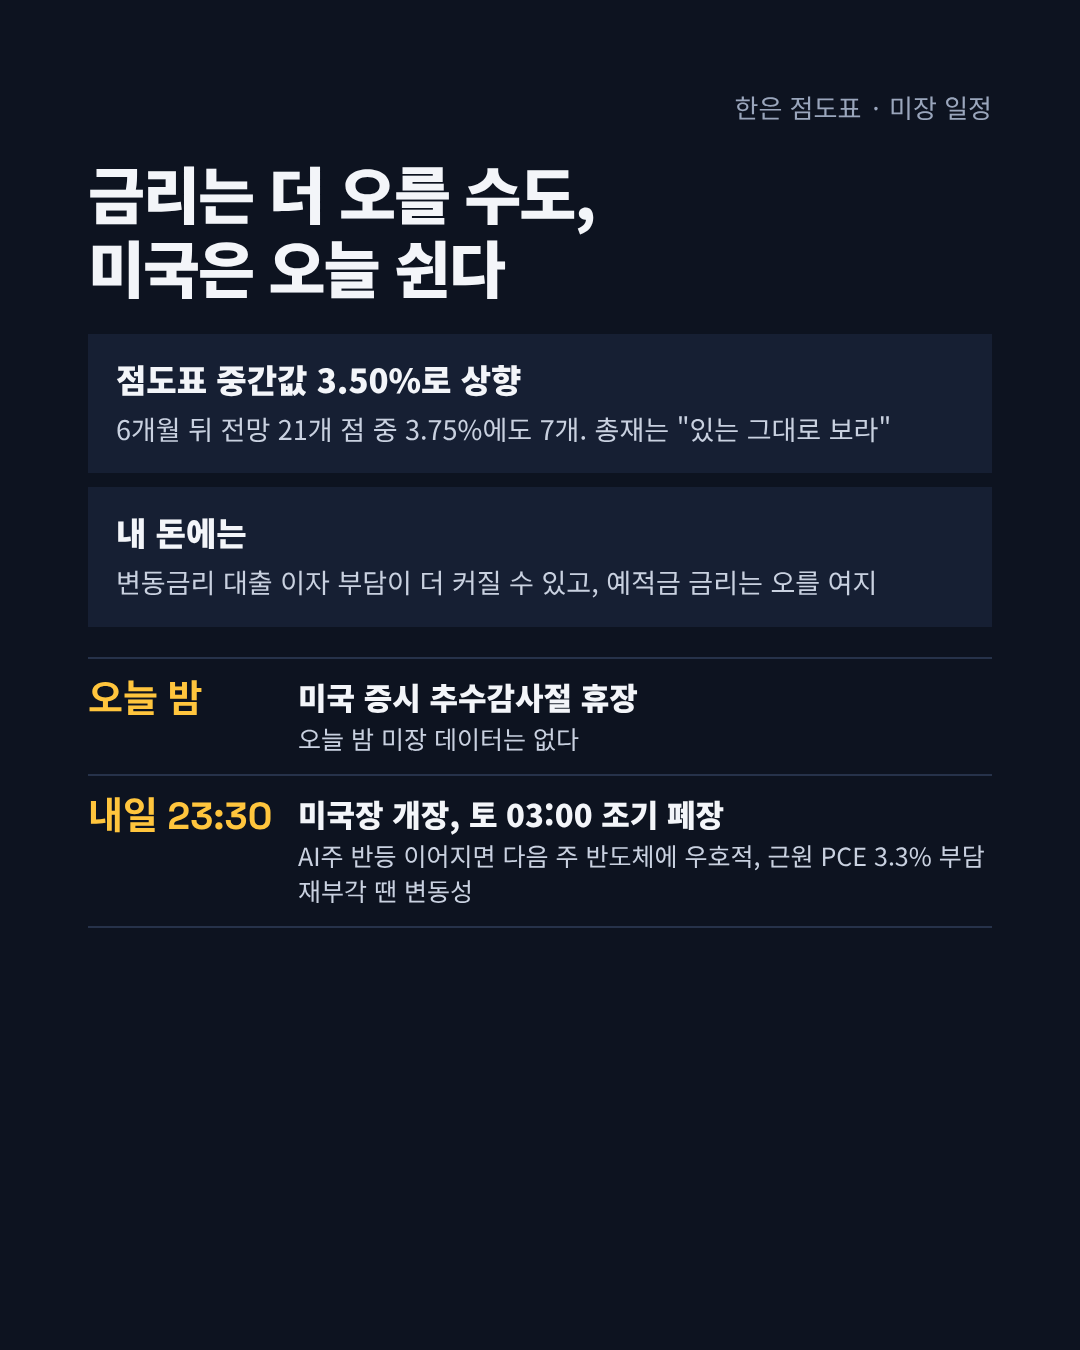 한은 점도표 · 미장 일정
금리는 더 오를 수도,
미국은 오늘 쉰다
점도표 중간값 3.50%로 상향
6개월 뒤 전망 21개 점 중 3.75%에도 7개. 총재는 "있는 그대로 보라"
내 돈에는
변동금리 대출 이자 부담이 더 커질 수 있고, 예적금 금리는 오를 여지
오늘 밤
미국 증시 추수감사절 휴장
오늘 밤 미장 데이터는 없다
내일 23:30
미국장 개장, 토 03:00 조기 폐장
AI주 반등 이어지면 다음 주 반도체에 우호적, 근원 PCE 3.3% 부담
재부각 땐 변동성